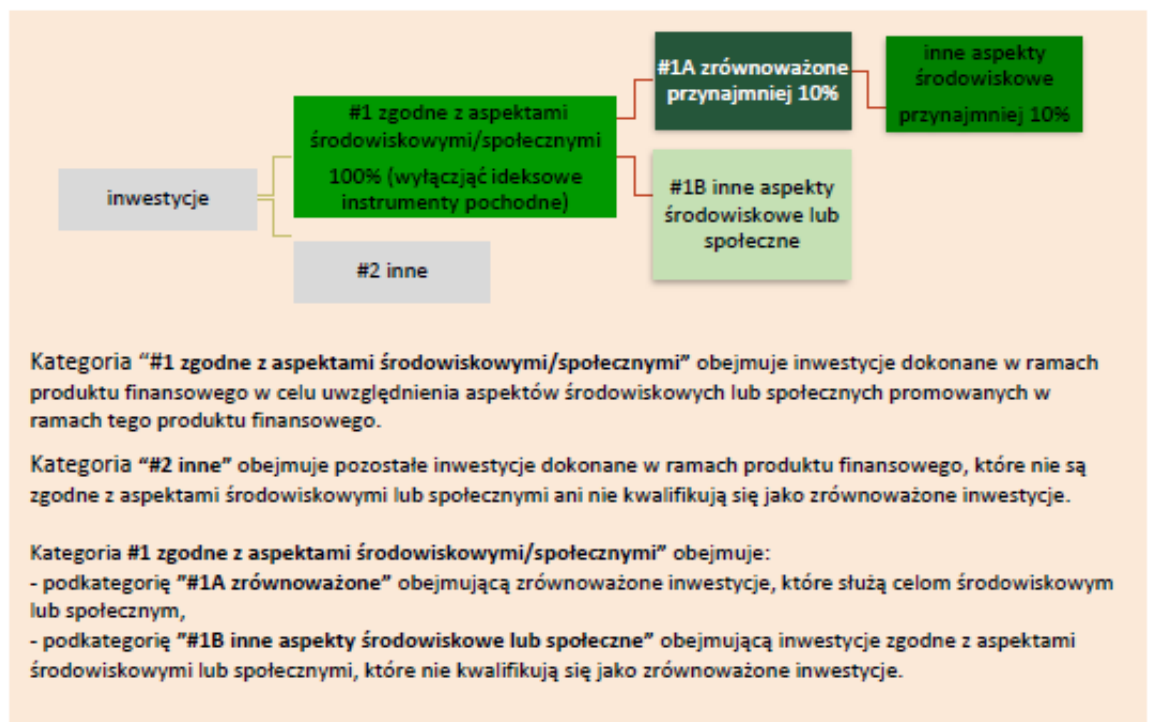 #1A zrównoważone
przynajmniej 10%
inne aspekty
środowiskowe
przynajmniej 10%
#1 zgodne z aspektami
środowiskowymi/społecznymi
100% (wyłączjąć ideksowe
instrumenty pochodne)
inwestycje
#1B inne aspekty
środowiskowe lub
społeczne
#2 inne
Kategoria “#1 zgodne z aspektami środowiskowymi/społecznymi” obejmuje inwestycje dokonane w ramach
produktu finansowego w celu uwzględnienia aspektów środowiskowych lub społecznych promowanych w
ramach tego produktu finansowego.
Kategoria “#2 inne” obejmuje pozostałe inwestycje dokonane w ramach produktu finansowego, które nie są
zgodne z aspektami środowiskowymi lub społecznymi ani nie kwalifikują się jako zrównoważone inwestycje.
Kategoria #1 zgodne z aspektami środowiskowymi/społecznymi” obejmuje:
- podkategorię ”#1A zrównoważone” obejmującą zrównoważone inwestycje, które służą celom środowiskowym
lub społecznym,
- podkategorię ”#1B inne aspekty środowiskowe lub społeczne” obejmującą inwestycje zgodne z aspektami
środowiskowymi lub społecznymi, które nie kwalifikują się jako zrównoważone inwestycje.